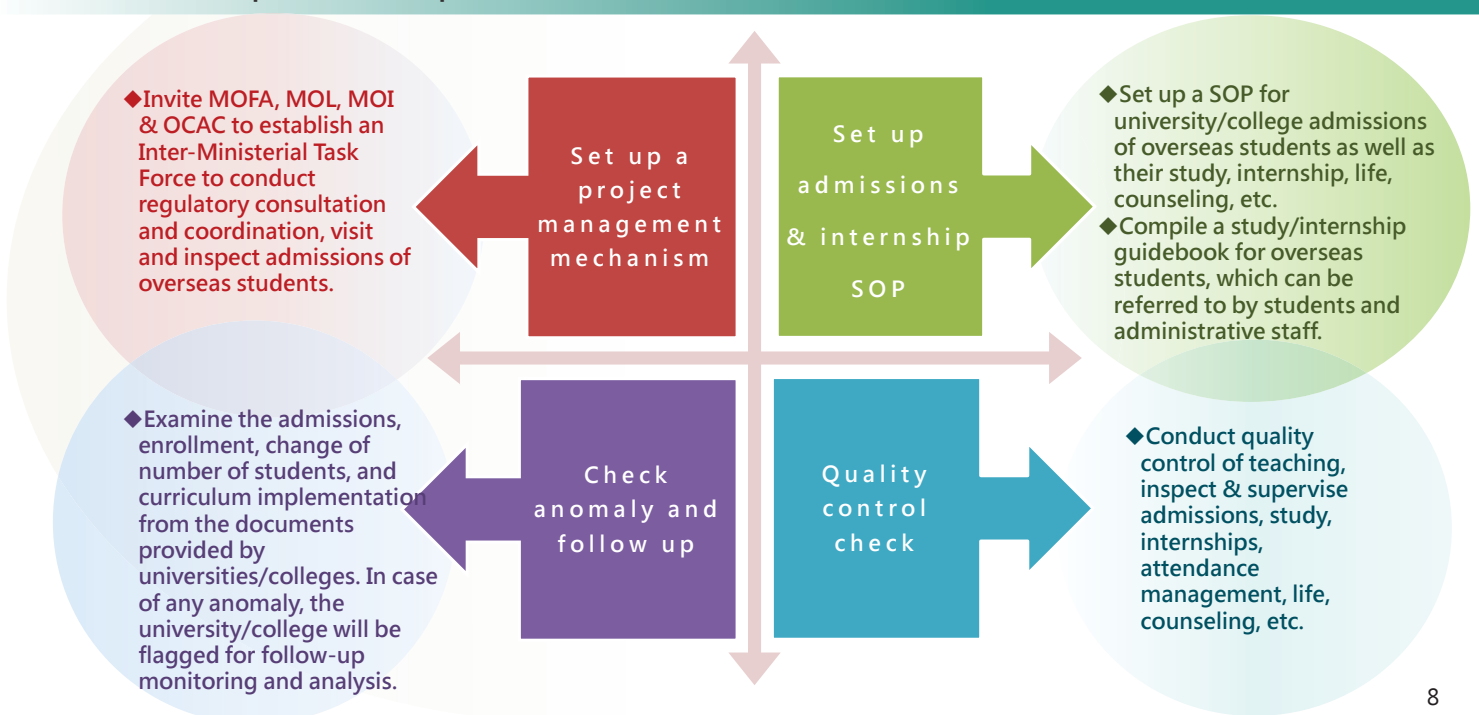 ◆Invite MOFA, MOL, MOI
& OCAC to establish an
Inter-Ministerial Task
Force to conduct
regulatory consultation
and coordination, visit
and inspect admissions of
overseas students.
Set up a
project
management
mechanism
Set up
admissions
& internship
SOP
◆Set up a SOP for
university/college admissions
of overseas students as well as
their study, internship, life,
counseling, etc.
◆Compile a study/internship
guidebook for overseas
students, which can be
referred to by students and
administrative staff.
◆Examine the admissions,
enrollment, change of
number of students, and
curriculum implementation
from the documents
provided by
universities/colleges. In case
of any anomaly, the
university/college will be
flagged for follow-up
monitoring and analysis.
Check
anomaly and
follow up
Quality
control
check
◆Conduct quality
control of teaching,
inspect & supervise
admissions, study,
internships,
attendance
management, life,
counseling, etc.
8